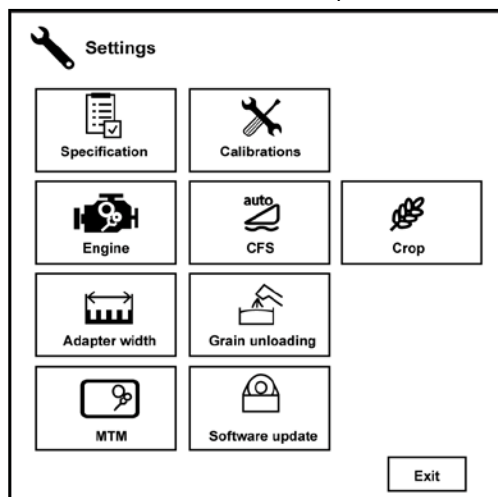 Settings
Specification
Calibrations
Engine
auto
CFS
Crop
Adapter width
Grain unloading
MTM
Software update
Exit